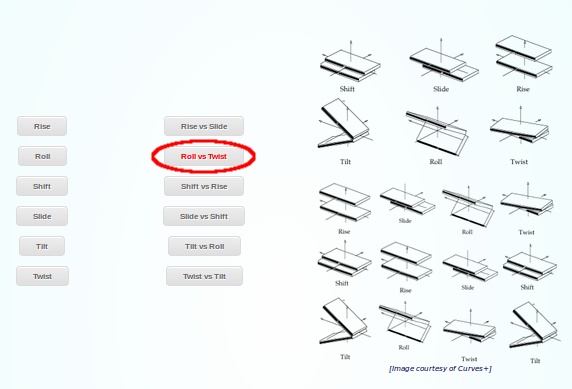 Shift Slide Rise
Tilt Roll Twist
Rise Rise vs Slide
Roll Roll vs Twist
Shift Shift vs Rise
Slide Slide vs Shift
Tilt Tilt vs Roll
Twist Twist vs Tilt
Rise Slide Roll Twist
Shift Rise Slide Shift
Tilt Roll Twist Tilt
[Image courtesy of Curves+]